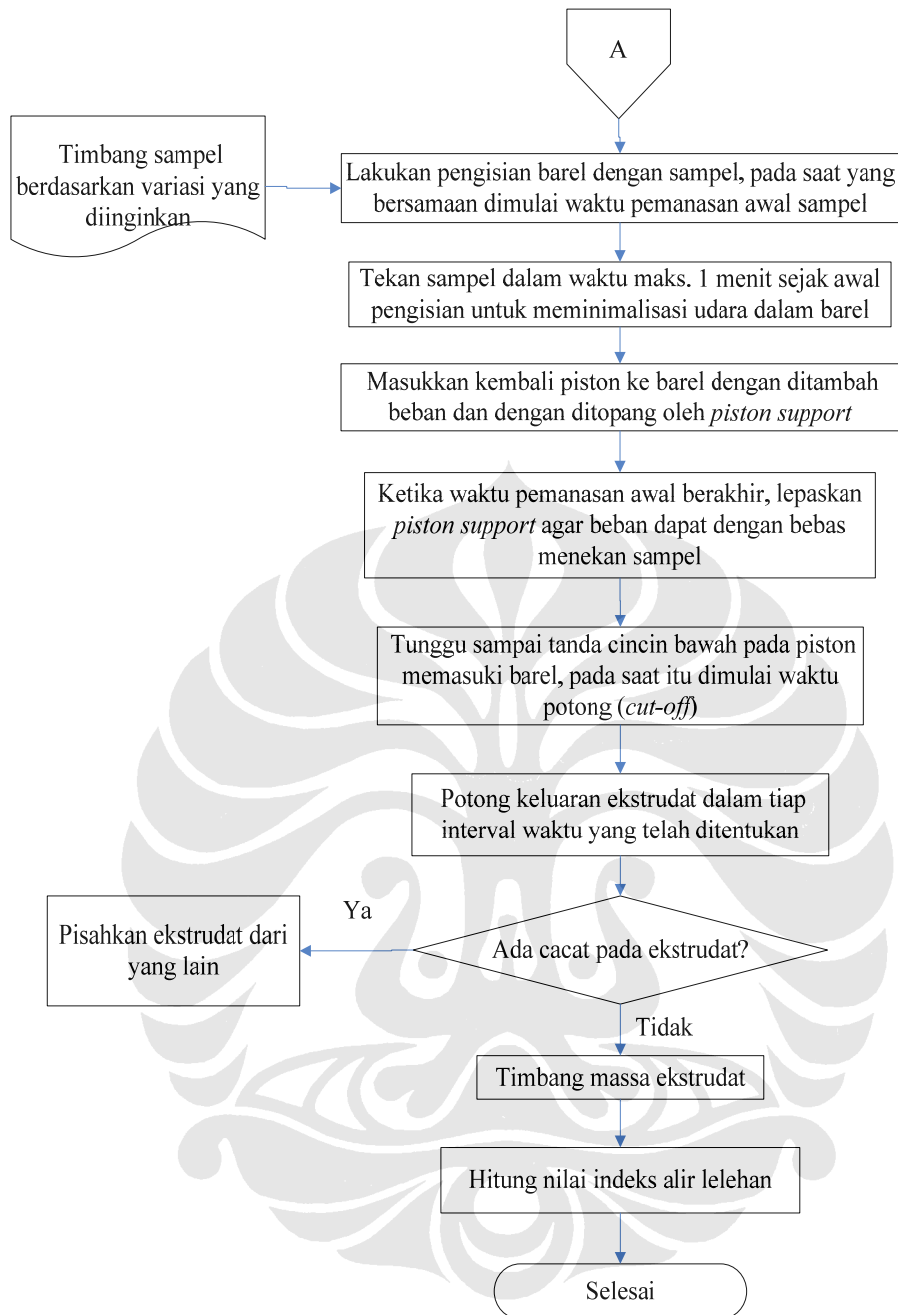 A
Timbang sampel
berdasarkan variasi yang
diinginkan
Lakukan pengisian barel dengan sampel, pada saat yang
bersamaan dimulai waktu pemanasan awal sampel
Tekan sampel dalam waktu maks. 1 menit sejak awal
pengisian untuk meminimalisasi udara dalam barel
Masukkan kembali piston ke barel dengan ditambah
beban dan dengan ditopang oleh piston support
Ketika waktu pemanasan awal berakhir, lepaskan
piston support agar beban dapat dengan bebas
menekan sampel
Tunggu sampai tanda cincin bawah pada piston
memasuki barel, pada saat itu dimulai waktu
potong (cut-off)
Potong keluaran ekstrudat dalam tiap
interval waktu yang telah ditentukan
Ya
Pisahkan ekstrudat dari
yang lain
Ada cacat pada ekstrudat?
Tidak
Timbang massa ekstrudat
Hitung nilai indeks alir lelehan
Selesai